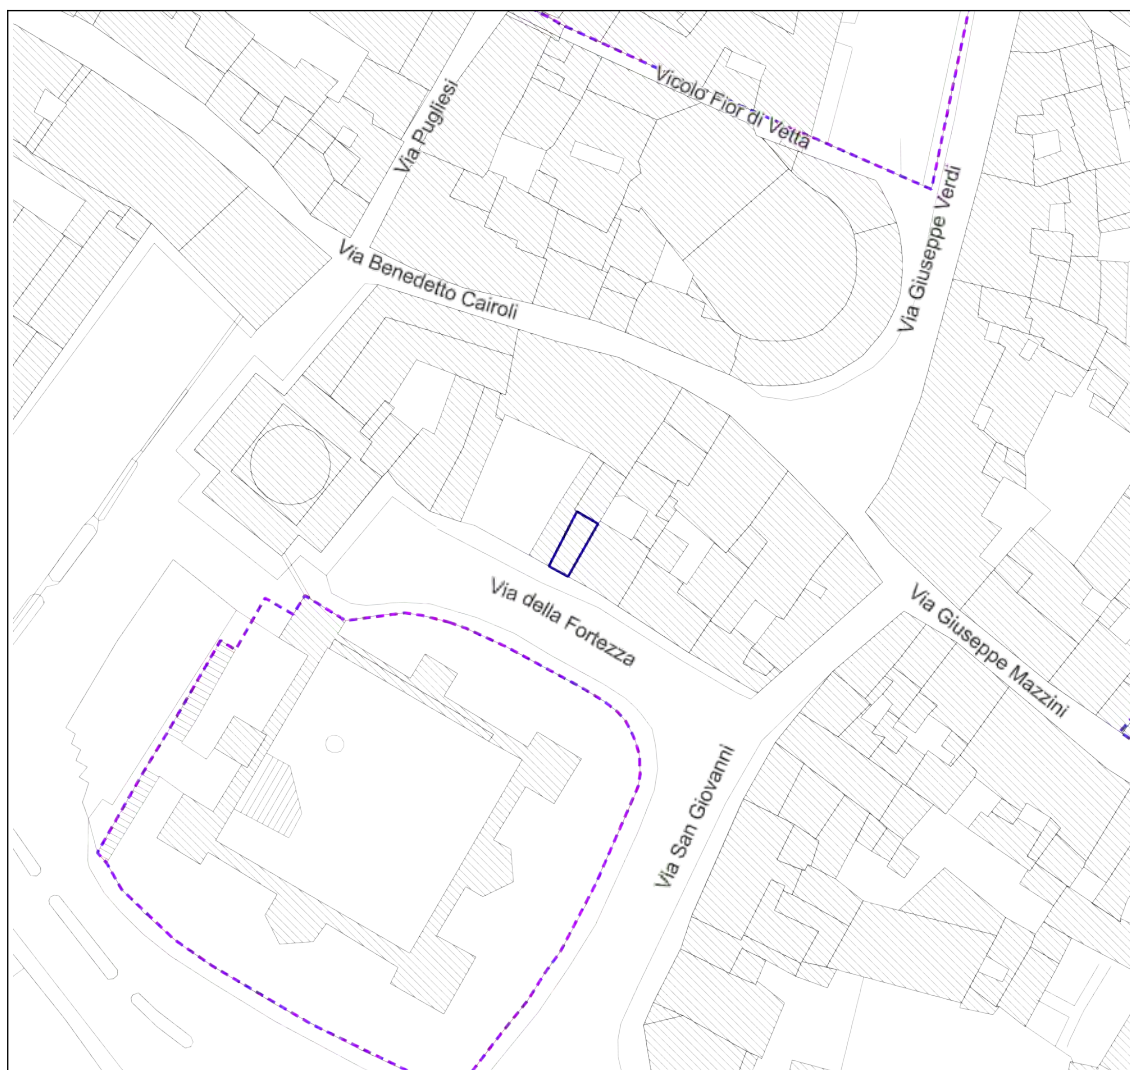 Vicolo Fior di Vetta
Via Pugliesi
Via Giuseppe Verdi
Via Benedetto Cairoli
Via della Fortezza
Via Giuseppe Mazzini
Via San Giovanni